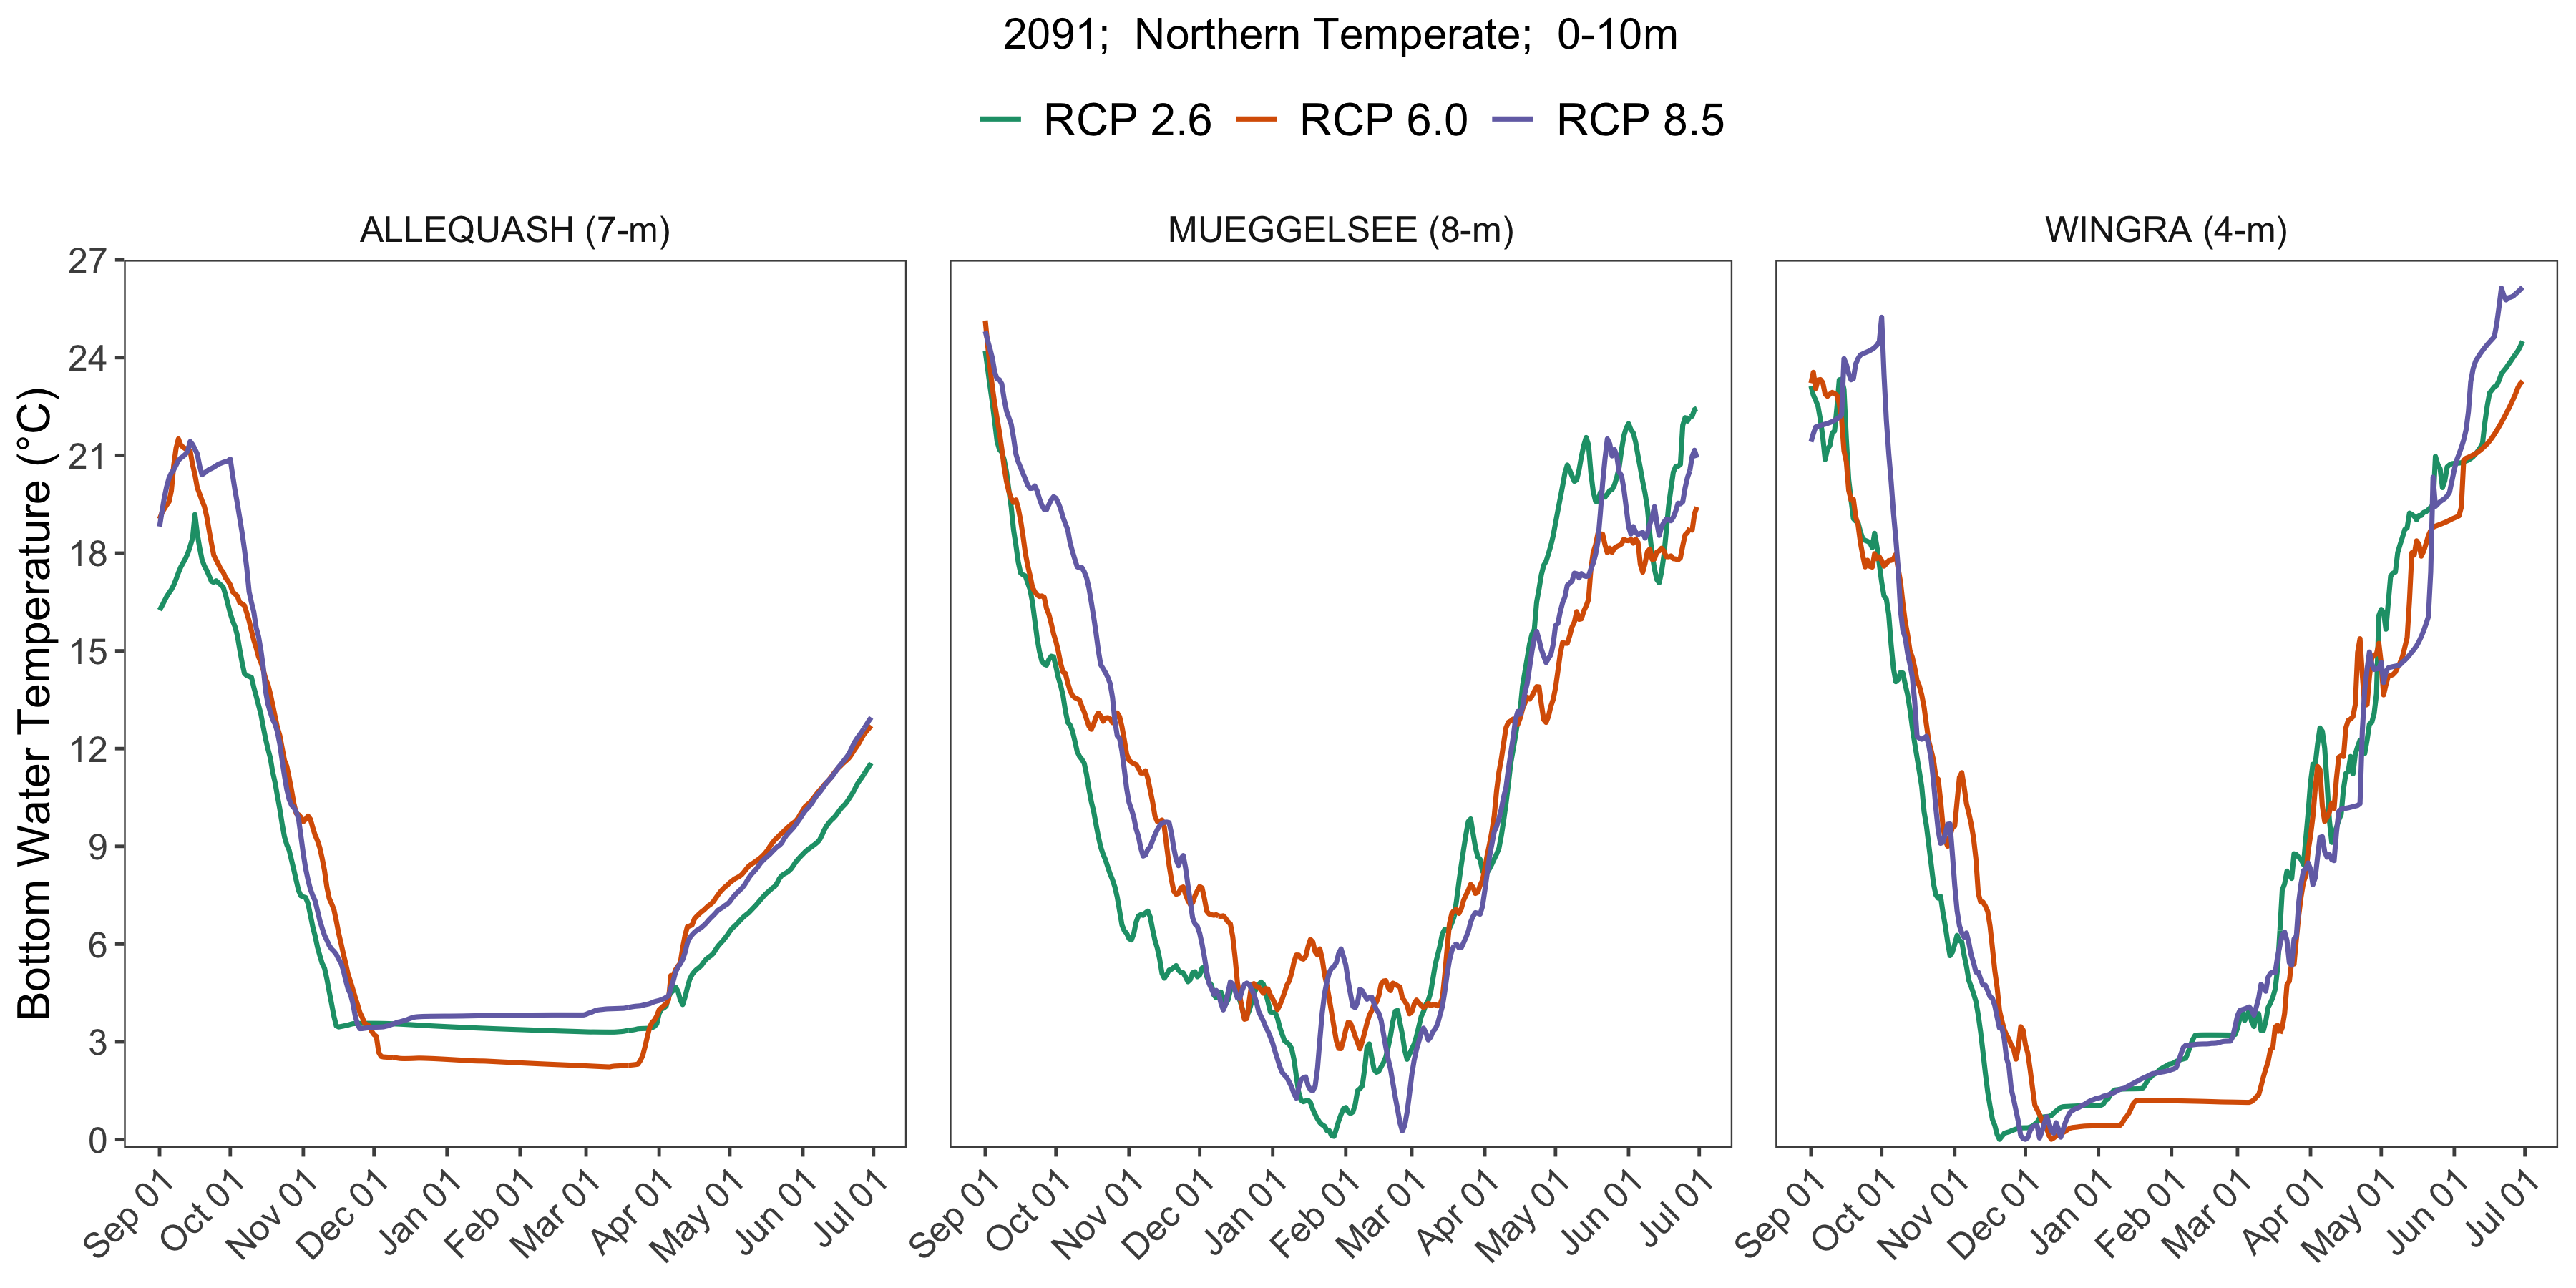 2091;  Northern Temperate;  0-10m
RCP 2.6 RCP 6.0 RCP 8.5
ALLEQUASH (7-m) MUEGGELSEE (8-m) WINGRA (4-m)
Bottom Water Temperature (°C)
27
24
21
18
15
12
9
6
3
0
Sep 01 Oct 01 Nov 01 Dec 01 Jan 01 Feb 01 Mar 01 Apr 01 May 01 Jun 01 Jul 01 Sep 01 Oct 01 Nov 01 Dec 01 Jan 01 Feb 01 Mar 01 Apr 01 May 01 Jun 01 Jul 01 Sep 01 Oct 01 Nov 01 Dec 01 Jan 01 Feb 01 Mar 01 Apr 01 May 01 Jun 01 Jul 01